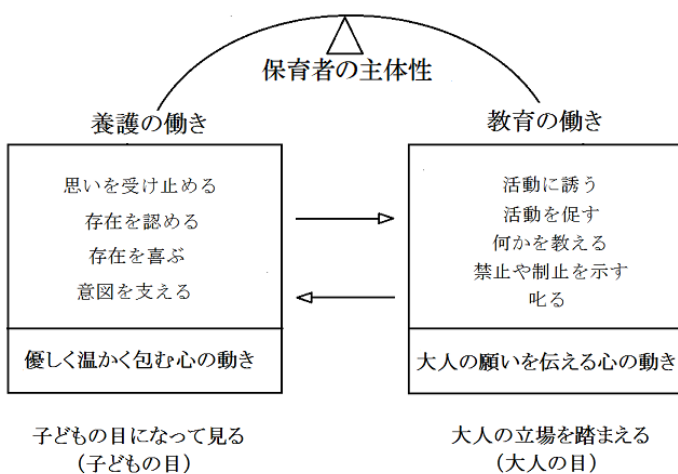 保育者の主体性
養護の働き
思いを受け止める
存在を認める
存在を喜ぶ
意図を支える
優しく温かく包む心の動き
子どもの目になって見る
（子どもの目）
教育の働き
活動に誘う
活動を促す
何かを教える
禁止や制止を示す
叱る
大人の願いを伝える心の動き
大人の立場を踏まえる
（大人の目）